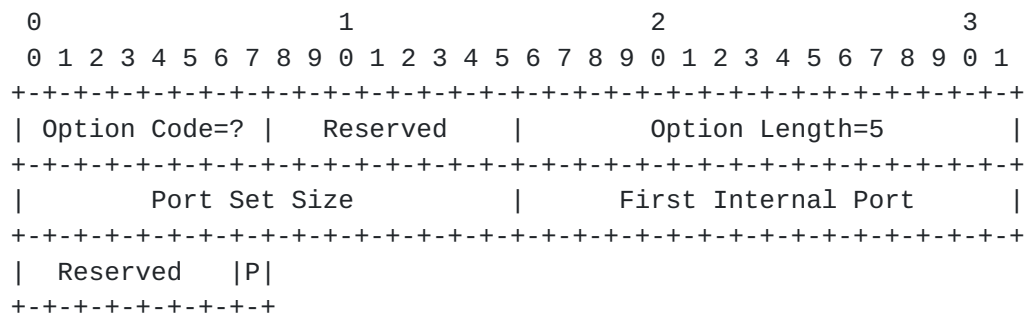 0                   1                   2                   3
 0 1 2 3 4 5 6 7 8 9 0 1 2 3 4 5 6 7 8 9 0 1 2 3 4 5 6 7 8 9 0 1
+-+-+-+-+-+-+-+-+-+-+-+-+-+-+-+-+-+-+-+-+-+-+-+-+-+-+-+-+-+-+-+-+
| Option Code=? |   Reserved    |        Option Length=5        |
+-+-+-+-+-+-+-+-+-+-+-+-+-+-+-+-+-+-+-+-+-+-+-+-+-+-+-+-+-+-+-+-+
|        Port Set Size          |      First Internal Port      |
+-+-+-+-+-+-+-+-+-+-+-+-+-+-+-+-+-+-+-+-+-+-+-+-+-+-+-+-+-+-+-+-+
|  Reserved   |P|
+-+-+-+-+-+-+-+-+